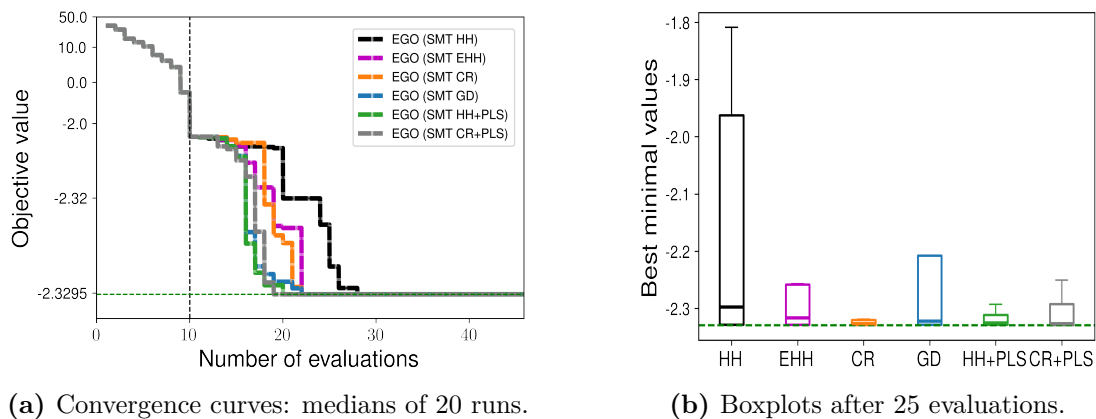 50.0
10.0
0.0
-2.0
-2.32
-2.3295
Objective value
0
10
20
30
40
Number of evaluations
EGO (SMT HH)
EGO (SMT EHH)
EGO (SMT CR)
EGO (SMT GD)
EGO (SMT HH+PLS)
EGO (SMT CR+PLS)
(a) Convergence curves: medians of 20 runs.
-1.8
-1.9
-2.0
-2.1
-2.2
-2.3
Best minimal values
HH
EHH
CR
GD
HH+PLS
CR+PLS
(b) Boxplots after 25 evaluations.